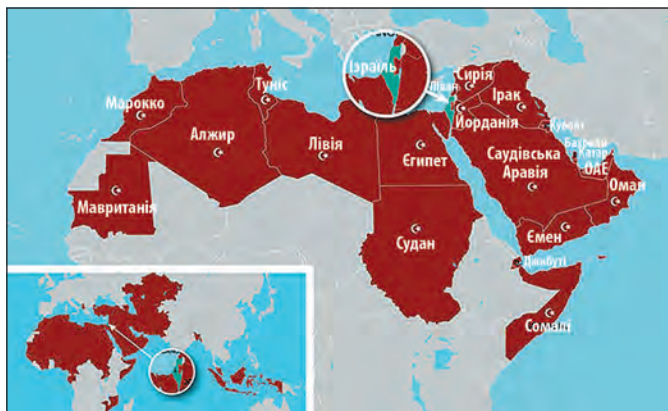 Ізраїль
Туніс
Сирія
Ліван
Ірак
Марокко
Йорданія
Кувейт
Алжир
Лівія
Єгипет
Бахрейн
Катар
ОАЕ
Саудівська
Аравія
Мавританія
Оман
Судан
Ємен
Джибуті
Сомалі